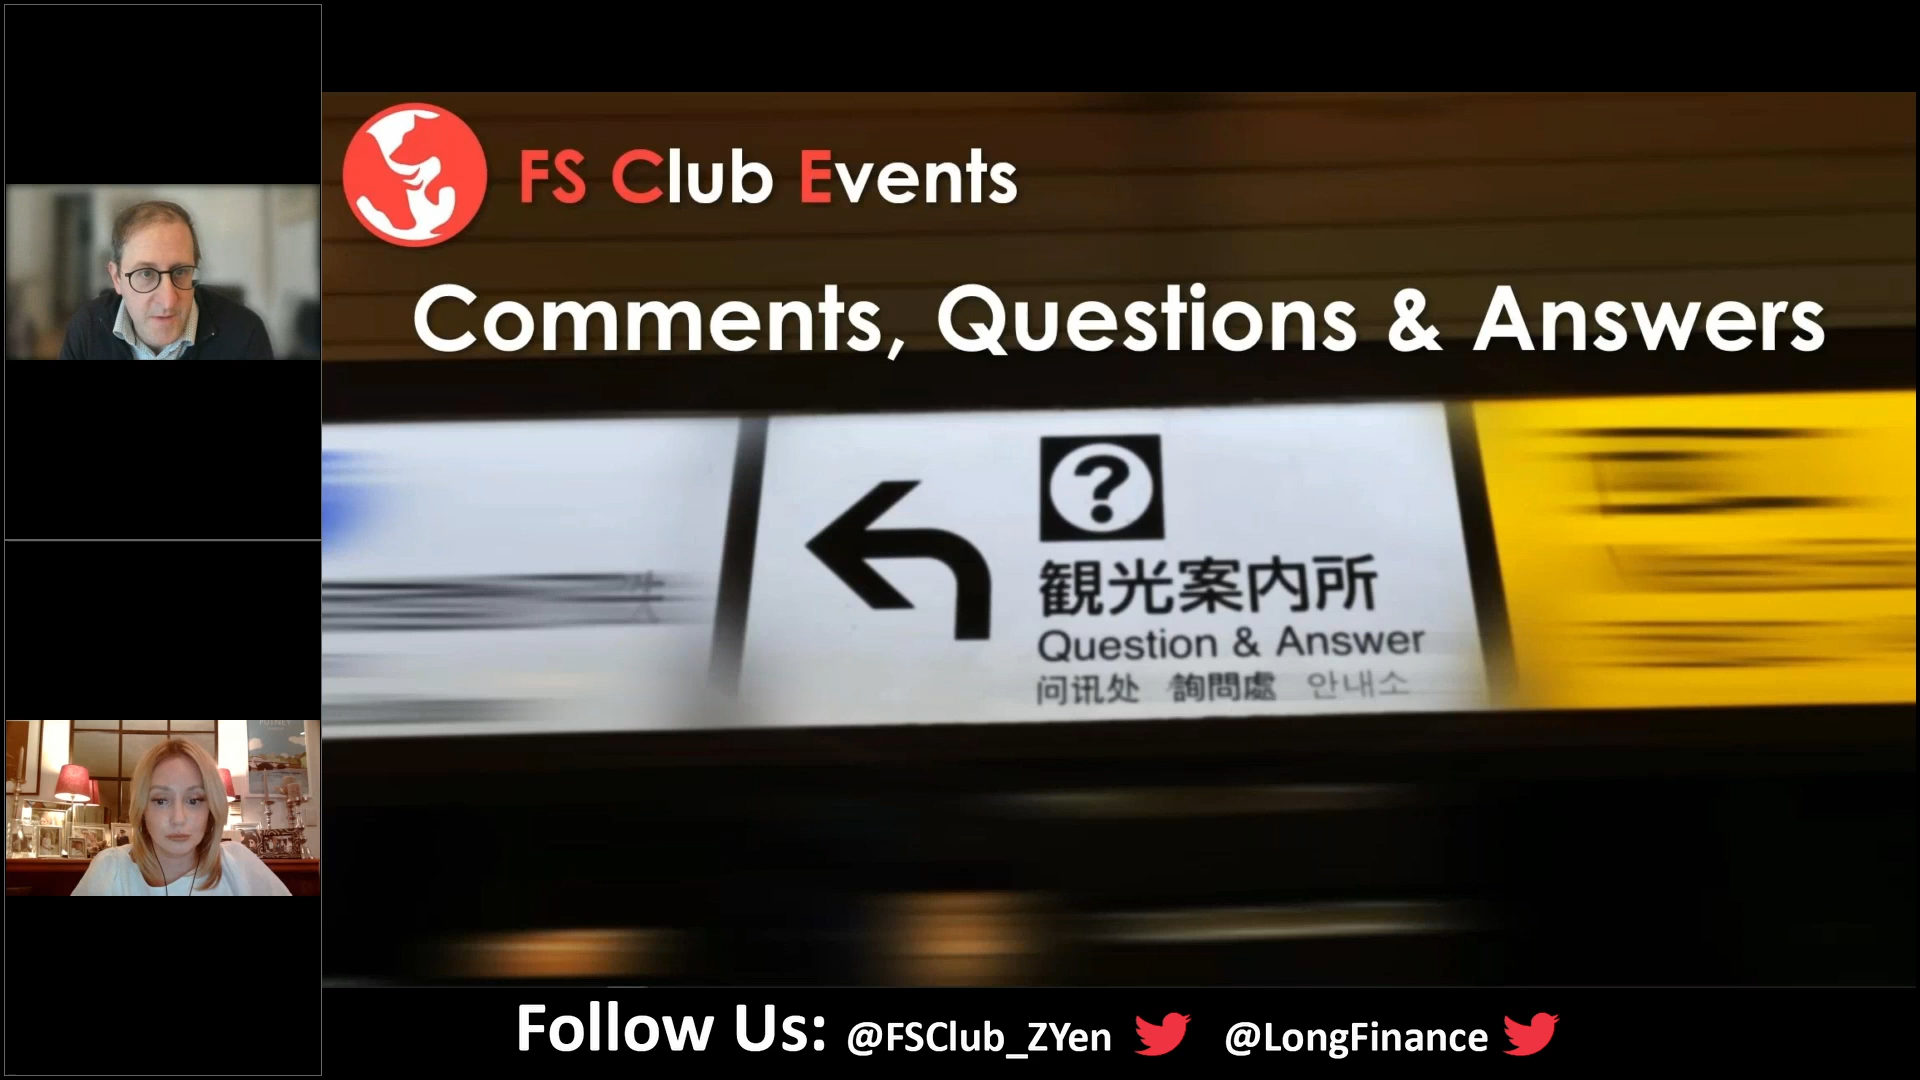 FS Club Events
Comments, Questions & Answers
?
観光案内所
Question & Answer
问讯处 詢問處 안내소
Follow Us: @FSClub_ZYen @LongFinance